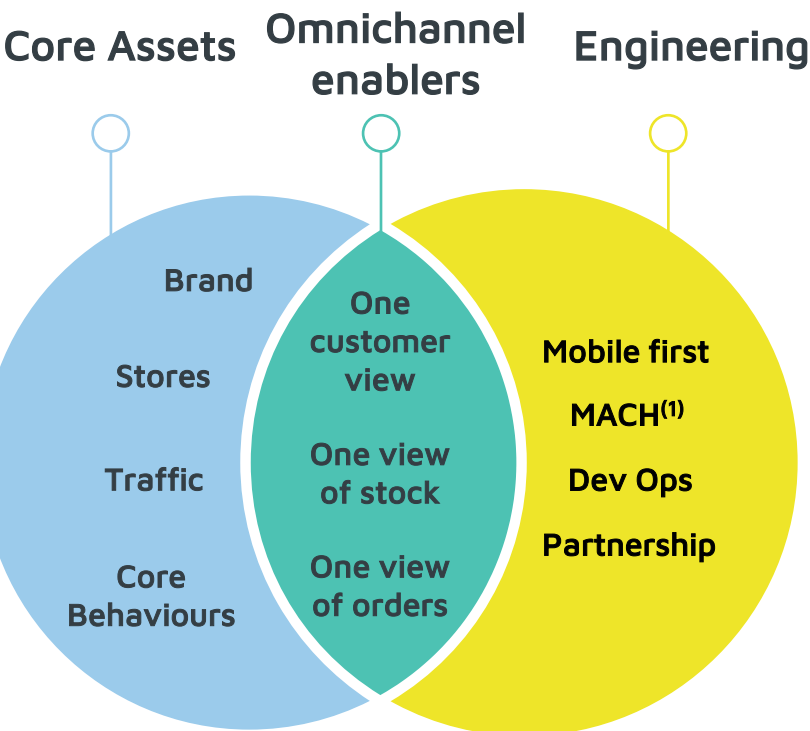 Core Assets
Omnichannel
enablers
Engineering
Brand
Stores
Traffic
Core
Behaviours
One
customer
view
One view
of stock
One view
of orders
Mobile first
MACH(1)
Dev Ops
Partnership